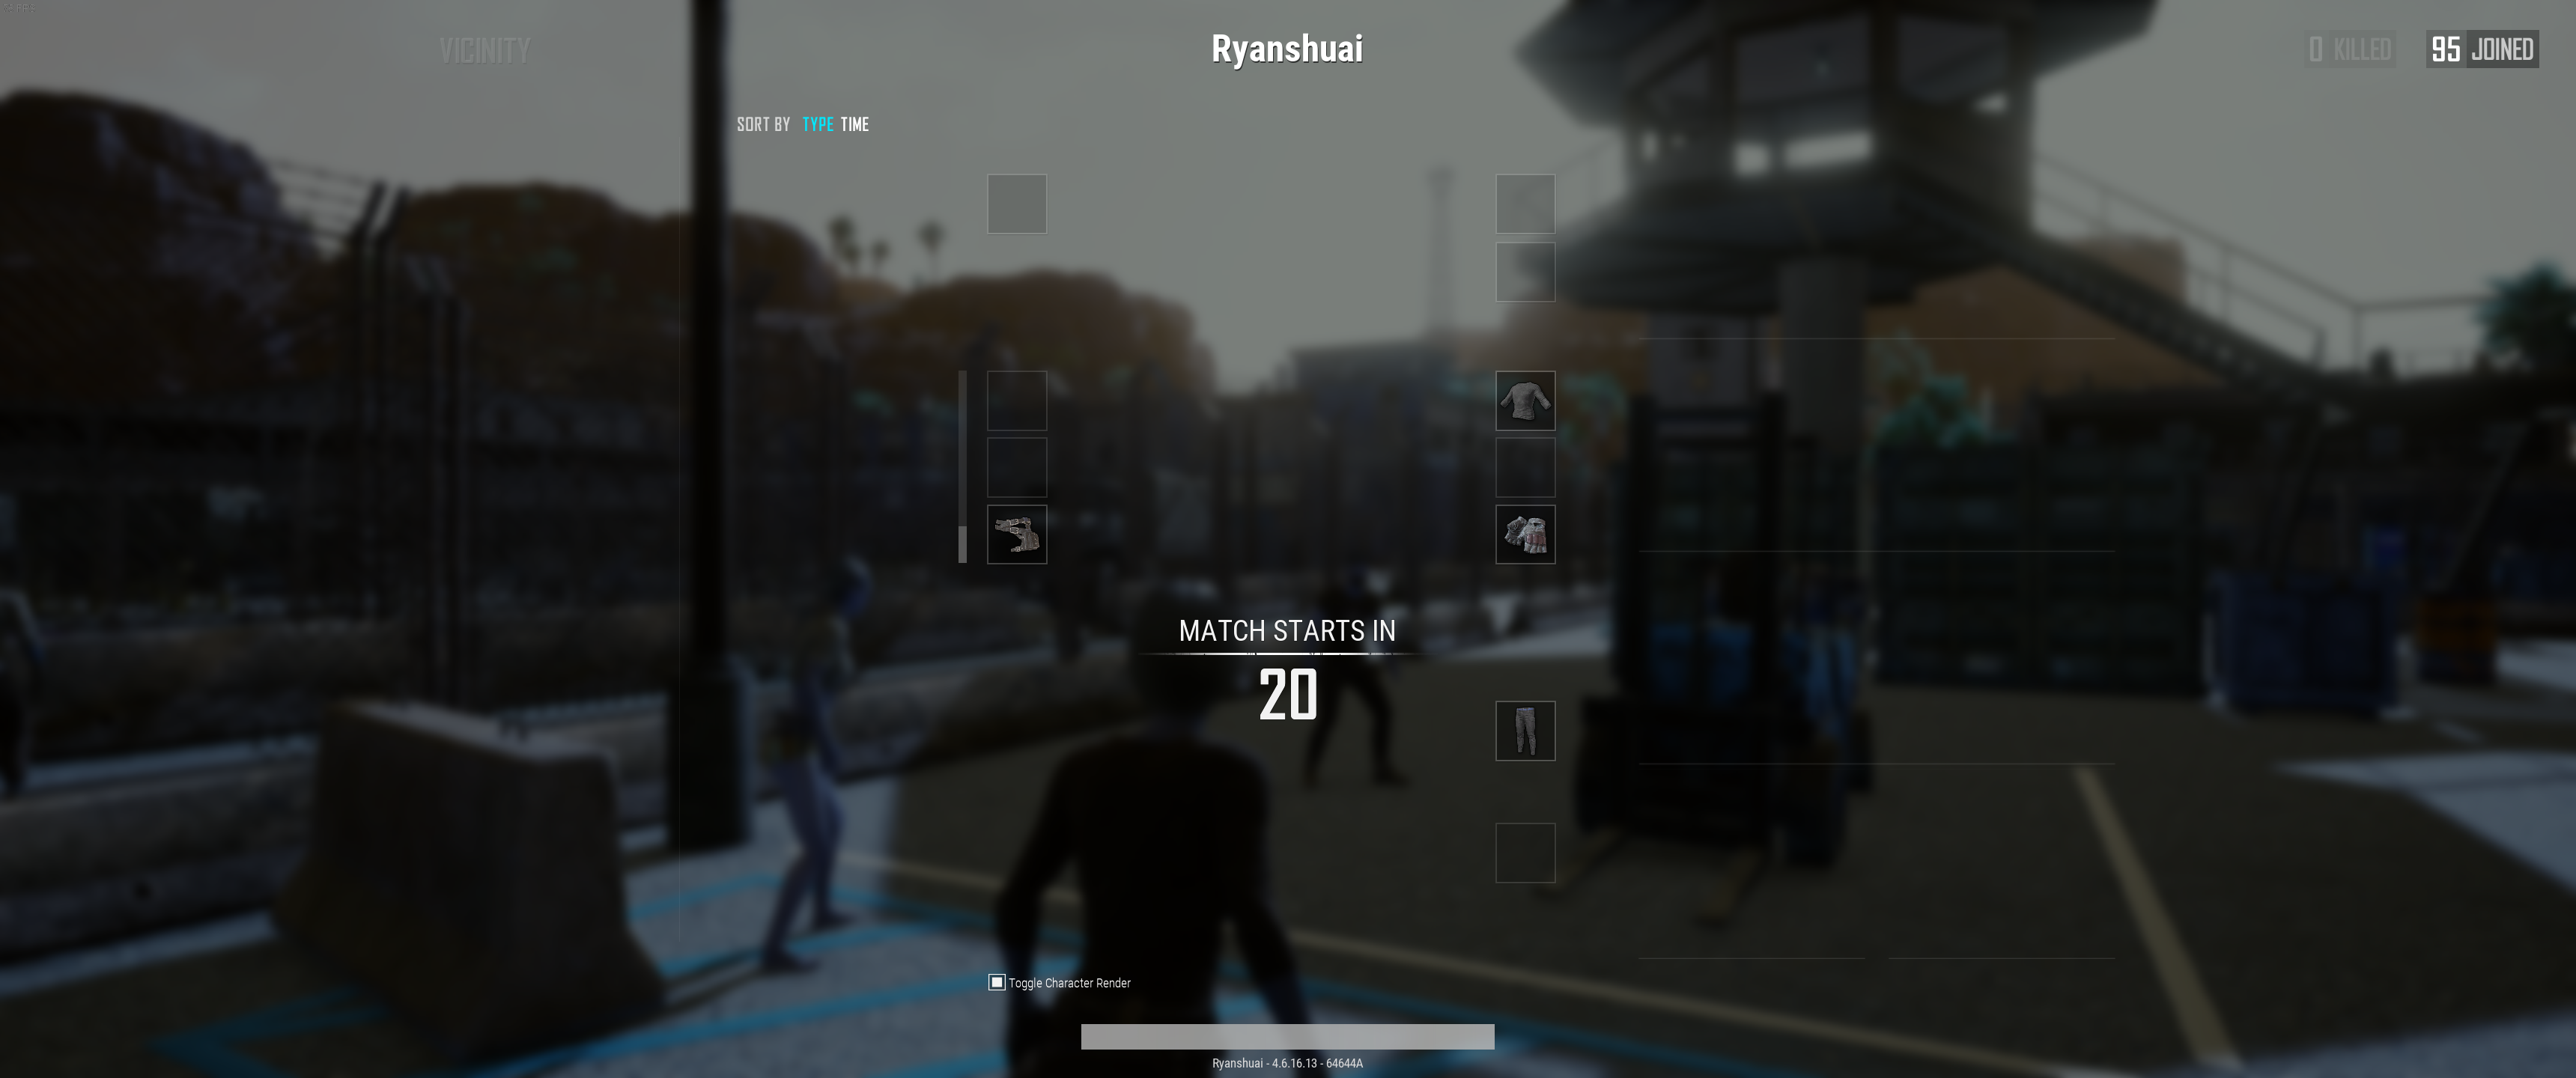 VICINITY
Ryanshuai
0 KILLED
95 JOINED
SORT BY TYPE TIME
MATCH STARTS IN
20
Toggle Character Render
Ryanshuai - 4.6.16.13 - 64644A